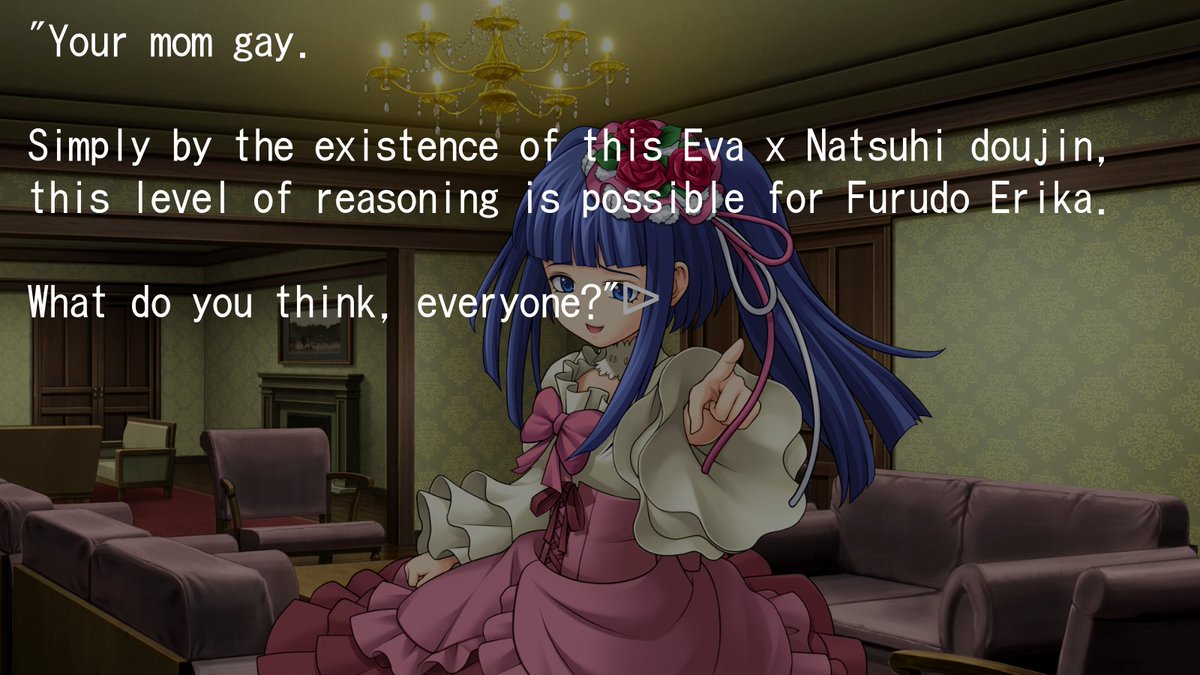 "Your mom gay.
Simply by the existence of this Eva x Natsuhi doujin,
this level of reasoning is possible for Furudo Erika.
What do you think, everyone?"